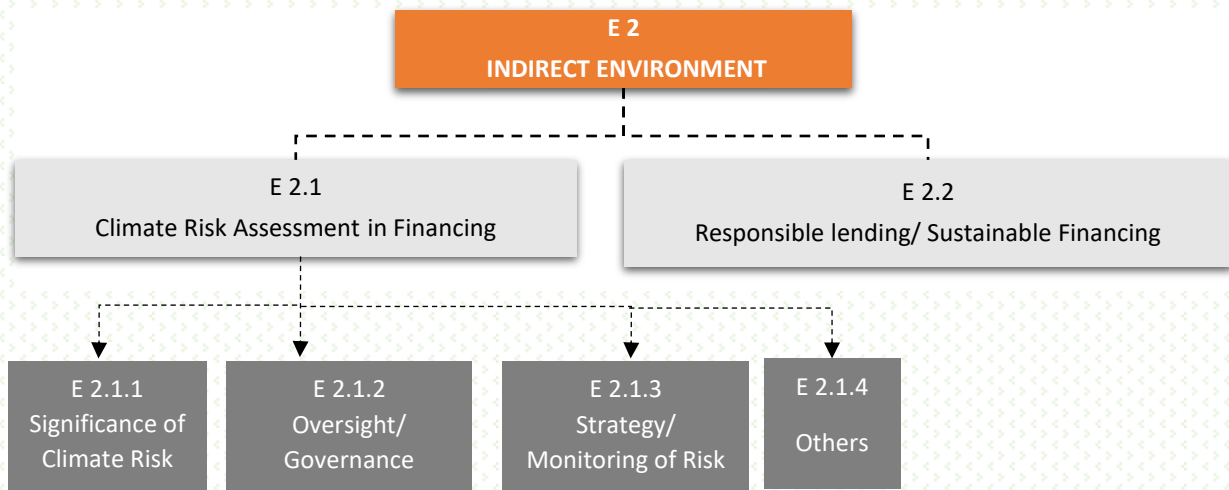 E 2
INDIRECT ENVIRONMENT
E 2.1
Climate Risk Assessment in Financing
E 2.2
Responsible lending/ Sustainable Financing
E 2.1.1
Significance of
Climate Risk
E 2.1.2
Oversight/
Governance
E 2.1.3
Strategy/
Monitoring of Risk
E 2.1.4
Others